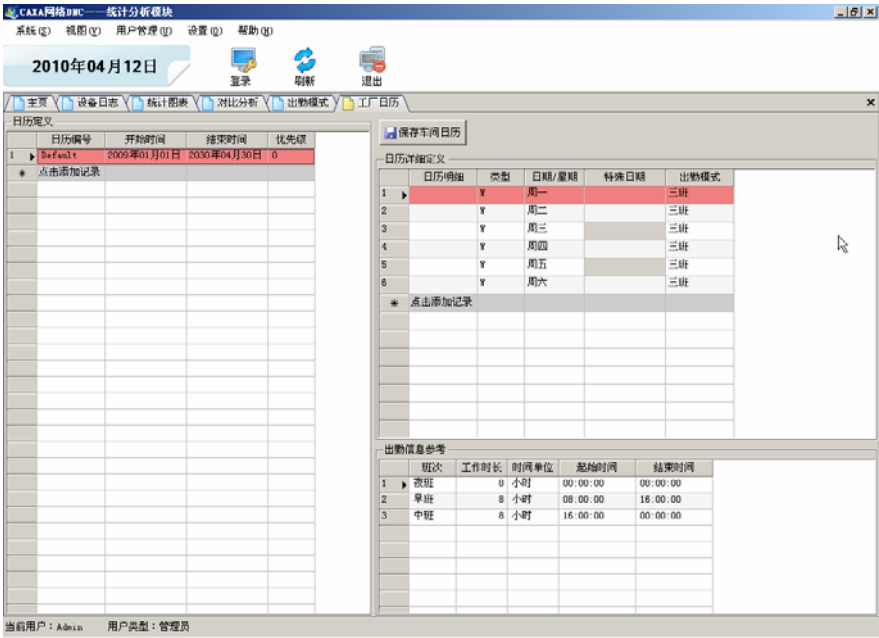 CAXA网络DNC——统计分析模块
系统(S) 视图(V) 用户管理(U) 设置(O) 帮助(H)
2010年04月12日 登录 刷新 退出
主页 设备日志 统计图表 对比分析 出勤模式 工厂日历
日历定义
日历编号 开始时间 结束时间 优先级
1 Default 2009年01月01日 2030年04月30日 0
点击添加记录
保存车间日历
日历详细定义
日历明细 类型 日期/星期 特殊日期 出勤模式
1 W 周一 三班
2 W 周二 三班
3 W 周三 三班
4 W 周四 三班
5 W 周五 三班
6 W 周六 三班
点击添加记录
出勤信息参考
班次 工作时长 时间单位 起始时间 结束时间
1 夜班 8 小时 00:00:00 08:00:00
2 早班 8 小时 08:00:00 16:00:00
3 中班 8 小时 16:00:00 00:00:00
当前用户：Admin 用户类型：管理员